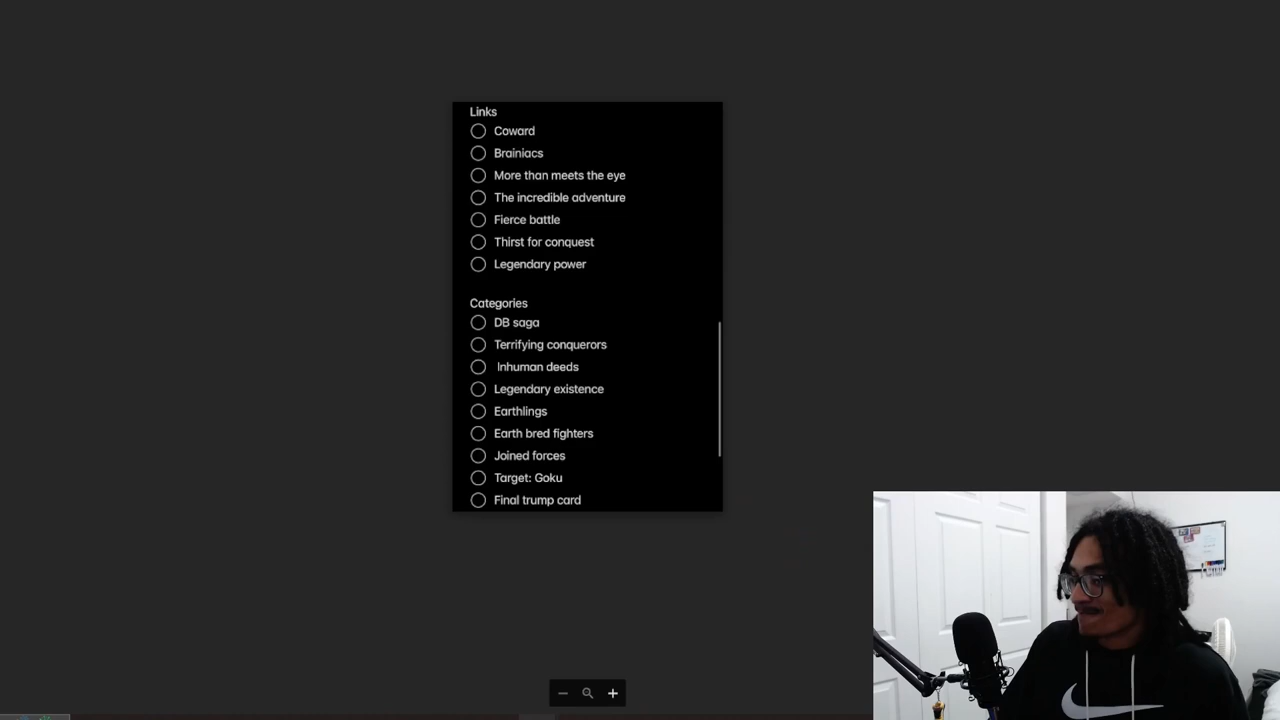 Links
Coward
Brainiacs
More than meets the eye
The incredible adventure
Fierce battle
Thirst for conquest
Legendary power
Categories
DB saga
Terrifying conquerors
Inhuman deeds
Legendary existence
Earthlings
Earth bred fighters
Joined forces
Target: Goku
Final trump card